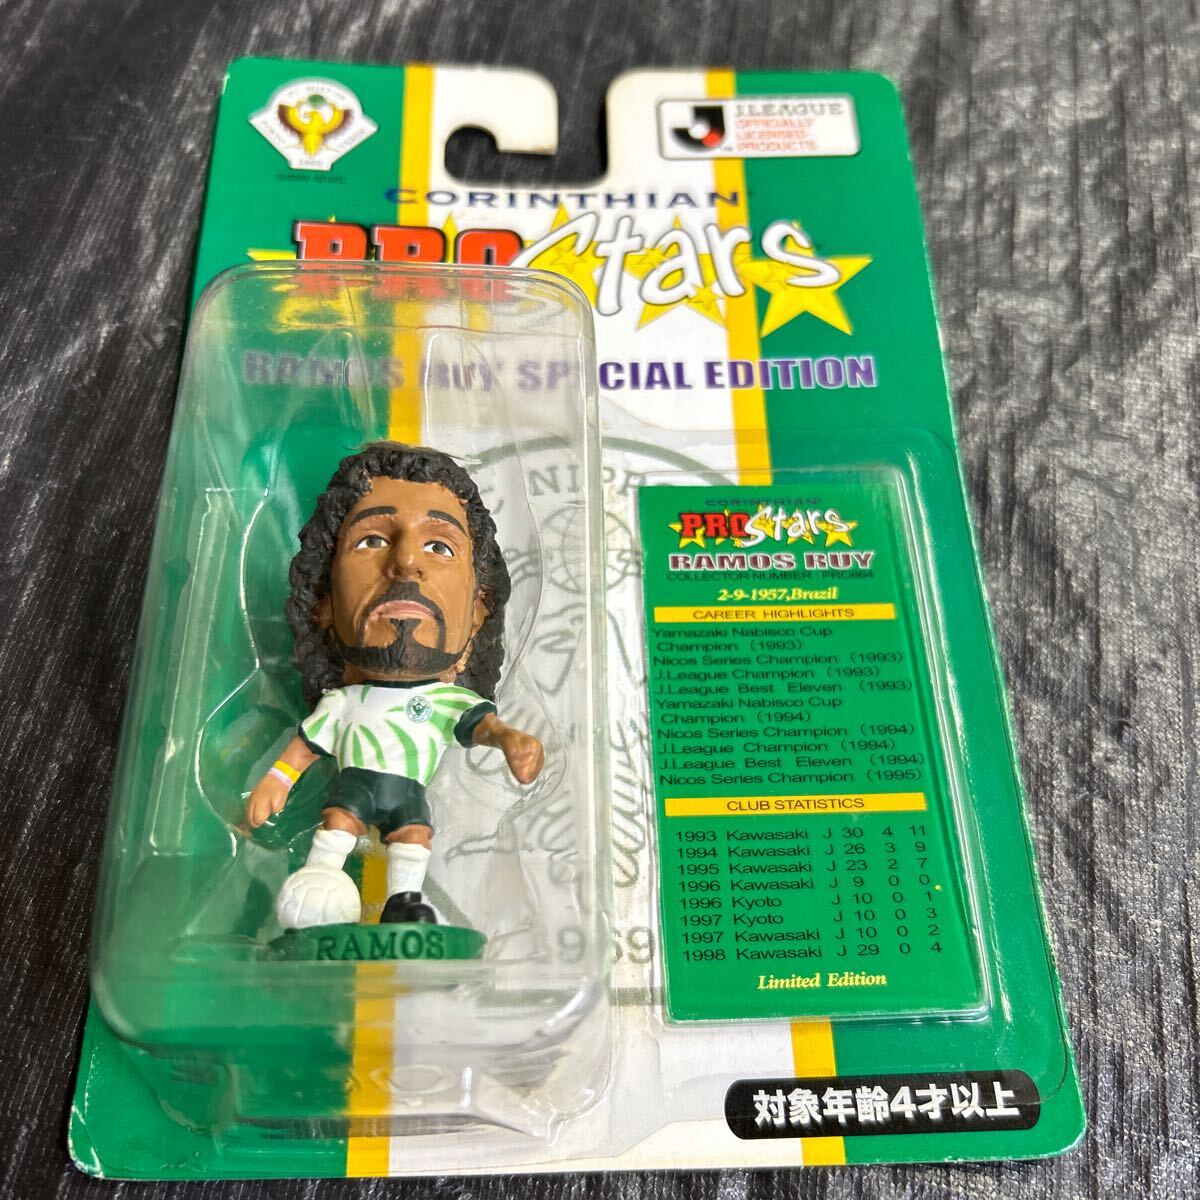 J.LEAGUE
OFFICIALLY
LICENSED
PRODUCTS
CORINTHIAN
PRO Stars
RAMOS RUY SPECIAL EDITION
NIPPO
1969
RAMOS
CORINTHIAN
PRO Stars
RAMOS RUY
COLLECTOR NUMBER : PRO864
2-9-1957,Brazil
CAREER HIGHLIGHTS
Yamazaki Nabisco Cup
Champion (1993)
Nicos Series Champion (1993)
J.League Champion (1993)
J.League Best Eleven (1993)
Yamazaki Nabisco Cup
Champion (1994)
Nicos Series Champion (1994)
J.League Champion (1994)
J.League Best Eleven (1994)
Nicos Series Champion (1995)
CLUB STATISTICS
1993 Kawasaki J 30 4 11
1994 Kawasaki J 26 3 9
1995 Kawasaki J 23 2 7
1996 Kawasaki J 9 0 0
1996 Kyoto J 10 0 1
1997 Kyoto J 10 0 3
1997 Kawasaki J 10 0 2
1998 Kawasaki J 29 0 4
Limited Edition
対象年齢4才以上